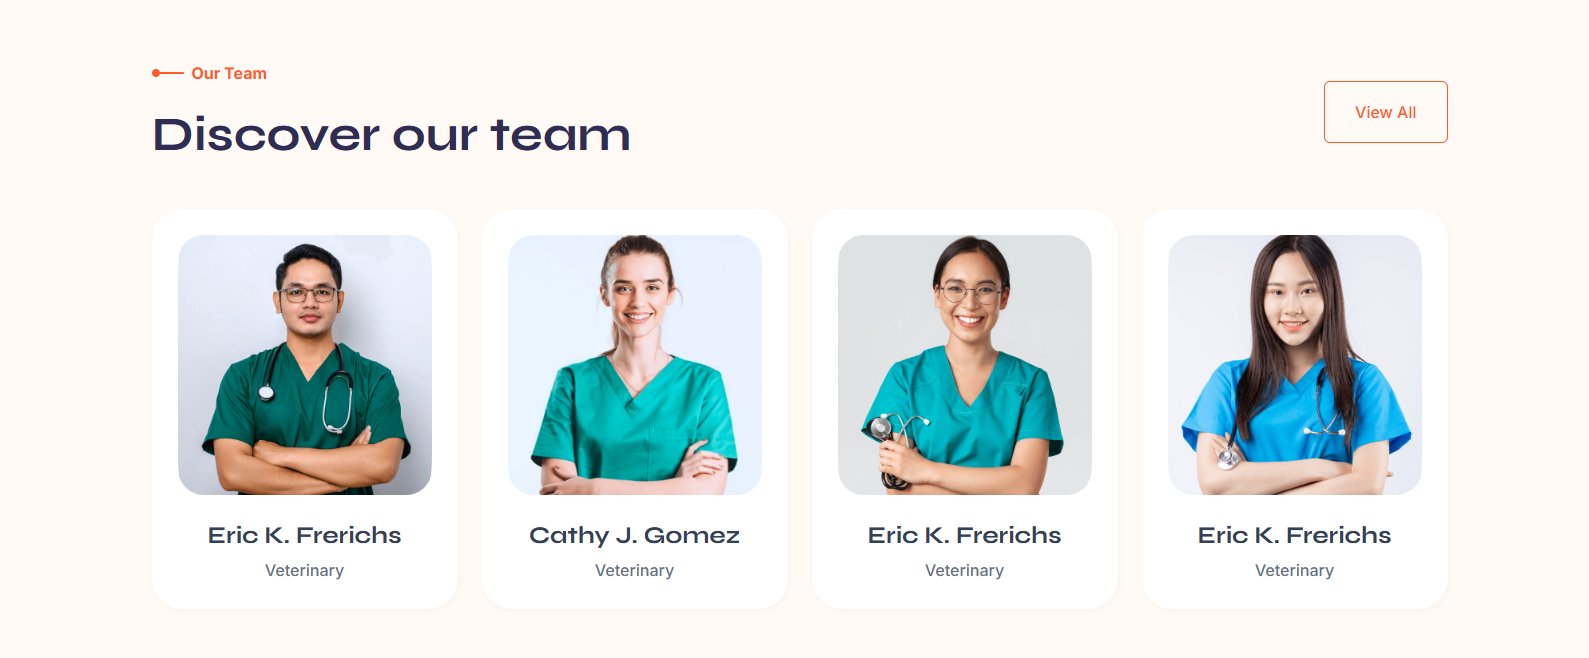 Our Team
Discover our team
View All
Eric K. Frerichs
Veterinary
Cathy J. Gomez
Veterinary
Eric K. Frerichs
Veterinary
Eric K. Frerichs
Veterinary